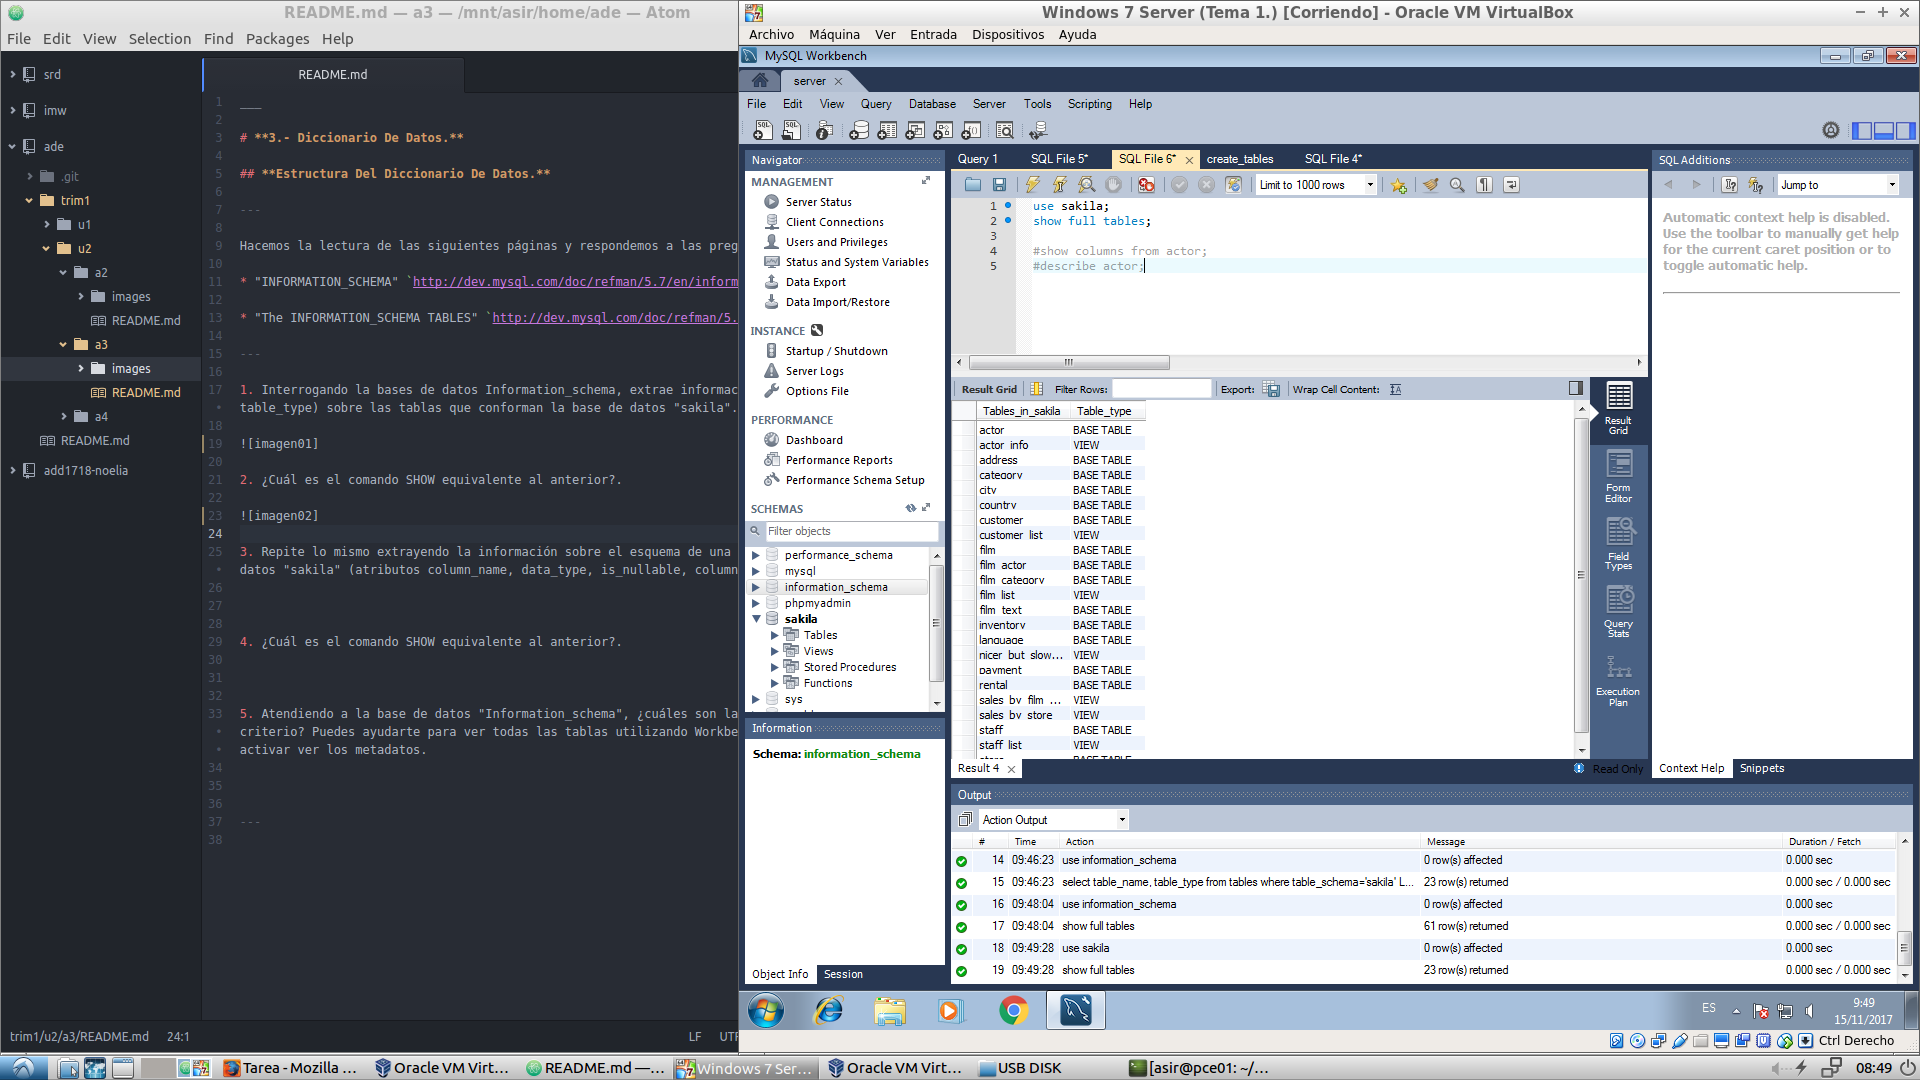 README.md — a3 — /mnt/asir/home/ade — Atom
File Edit View Selection Find Packages Help
srd
imw
ade
.git
trim1
u1
u2
a2
images
README.md
a3
images
README.md
a4
README.md
add1718-noelia
README.md
1 ___
2
3 # **3.- Diccionario De Datos.**
4
5 ## **Estructura Del Diccionario De Datos.**
6
7 ---
8
9 Hacemos la lectura de las siguientes páginas y respondemos a las preg
10
11 * "INFORMATION_SCHEMA" `http://dev.mysql.com/doc/refman/5.7/en/inform
12
13 * "The INFORMATION_SCHEMA TABLES" `http://dev.mysql.com/doc/refman/5.
14
15 ---
16
17 1. Interrogando la bases de datos Information_schema, extrae informac
• table_type) sobre las tablas que conforman la base de datos "sakila".
18
19 ![imagen01]
20
21 2. ¿Cuál es el comando SHOW equivalente al anterior?.
22
23 ![imagen02]
24
25 3. Repite lo mismo extrayendo la información sobre el esquema de una
• datos "sakila" (atributos column_name, data_type, is_nullable, column
26
27
28
29 4. ¿Cuál es el comando SHOW equivalente al anterior?.
30
31
32
33 5. Atendiendo a la base de datos "Information_schema", ¿cuáles son la
• criterio? Puedes ayudarte para ver todas las tablas utilizando Workbe
• activar ver los metadatos.
34
35
36
37 ---
38
trim1/u2/a3/README.md 24:1 LF UTF
Windows 7 Server (Tema 1.) [Corriendo] - Oracle VM VirtualBox
Archivo Máquina Ver Entrada Dispositivos Ayuda
MySQL Workbench
server
File Edit View Query Database Server Tools Scripting Help
Navigator
MANAGEMENT
Server Status
Client Connections
Users and Privileges
Status and System Variables
Data Export
Data Import/Restore
INSTANCE
Startup / Shutdown
Server Logs
Options File
PERFORMANCE
Dashboard
Performance Reports
Performance Schema Setup
SCHEMAS
Filter objects
performance_schema
mysql
information_schema
phpmyadmin
sakila
Tables
Views
Stored Procedures
Functions
sys
Information
Schema: information_schema
Object Info Session
Query 1 SQL File 5* SQL File 6* create_tables SQL File 4*
Limit to 1000 rows
1 use sakila;
2 show full tables;
3
4 #show columns from actor;
5 #describe actor;
Result Grid Filter Rows: Export: Wrap Cell Content:
Tables_in_sakila Table_type
actor BASE TABLE
actor_info VIEW
address BASE TABLE
category BASE TABLE
city BASE TABLE
country BASE TABLE
customer BASE TABLE
customer_list VIEW
film BASE TABLE
film_actor BASE TABLE
film_category BASE TABLE
film_list VIEW
film_text BASE TABLE
inventory BASE TABLE
language BASE TABLE
nicer_but_slow... VIEW
payment BASE TABLE
rental BASE TABLE
sales_by_film_... VIEW
sales_by_store VIEW
staff BASE TABLE
staff_list VIEW
store BASE TABLE
Result Grid
Form Editor
Field Types
Query Stats
Execution Plan
Result 4
Read Only
SQL Additions
Jump to
Automatic context help is disabled.
Use the toolbar to manually get help
for the current caret position or to
toggle automatic help.
Context Help Snippets
Output
Action Output
# Time Action Message Duration / Fetch
14 09:46:23 use information_schema 0 row(s) affected 0.000 sec
15 09:46:23 select table_name, table_type from tables where table_schema='sakila' L... 23 row(s) returned 0.000 sec / 0.000 sec
16 09:48:04 use information_schema 0 row(s) affected 0.000 sec
17 09:48:04 show full tables 61 row(s) returned 0.000 sec / 0.000 sec
18 09:49:28 use sakila 0 row(s) affected 0.000 sec
19 09:49:28 show full tables 23 row(s) returned 0.000 sec / 0.000 sec
ES
9:49
15/11/2017
Ctrl Derecho
Tarea - Mozilla ...
Oracle VM Virt...
README.md —...
Windows 7 Ser...
Oracle VM Virt...
USB DISK
[asir@pce01: ~/...
08:49